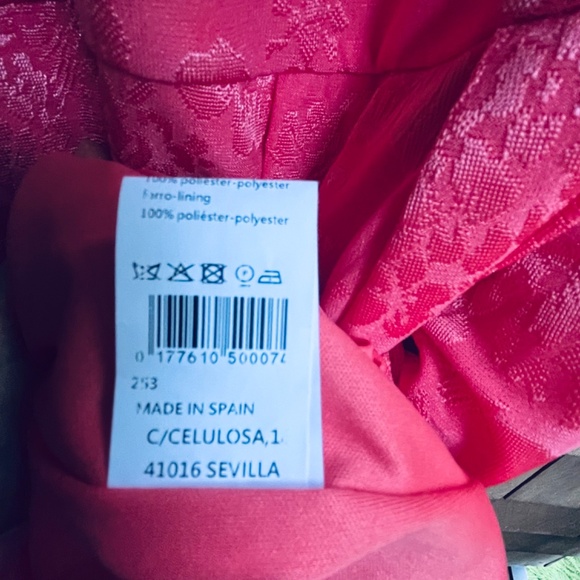 100% poliéster-polyester
Forro-lining
100% poliéster-polyester
0 177610 500074
253
MADE IN SPAIN
C/CELULOSA,1
41016 SEVILLA